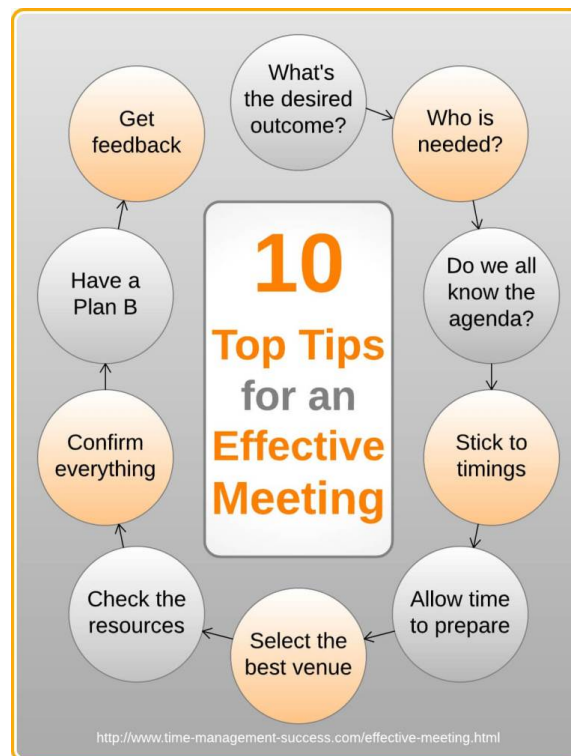 What's
the desired
outcome?
Who is
needed?
Do we all
know the
agenda?
Stick to
timings
Allow time
to prepare
Select the
best venue
Check the
resources
Confirm
everything
Have a
Plan B
Get
feedback
10
Top Tips
for an
Effective
Meeting
http://www.time-management-success.com/effective-meeting.html